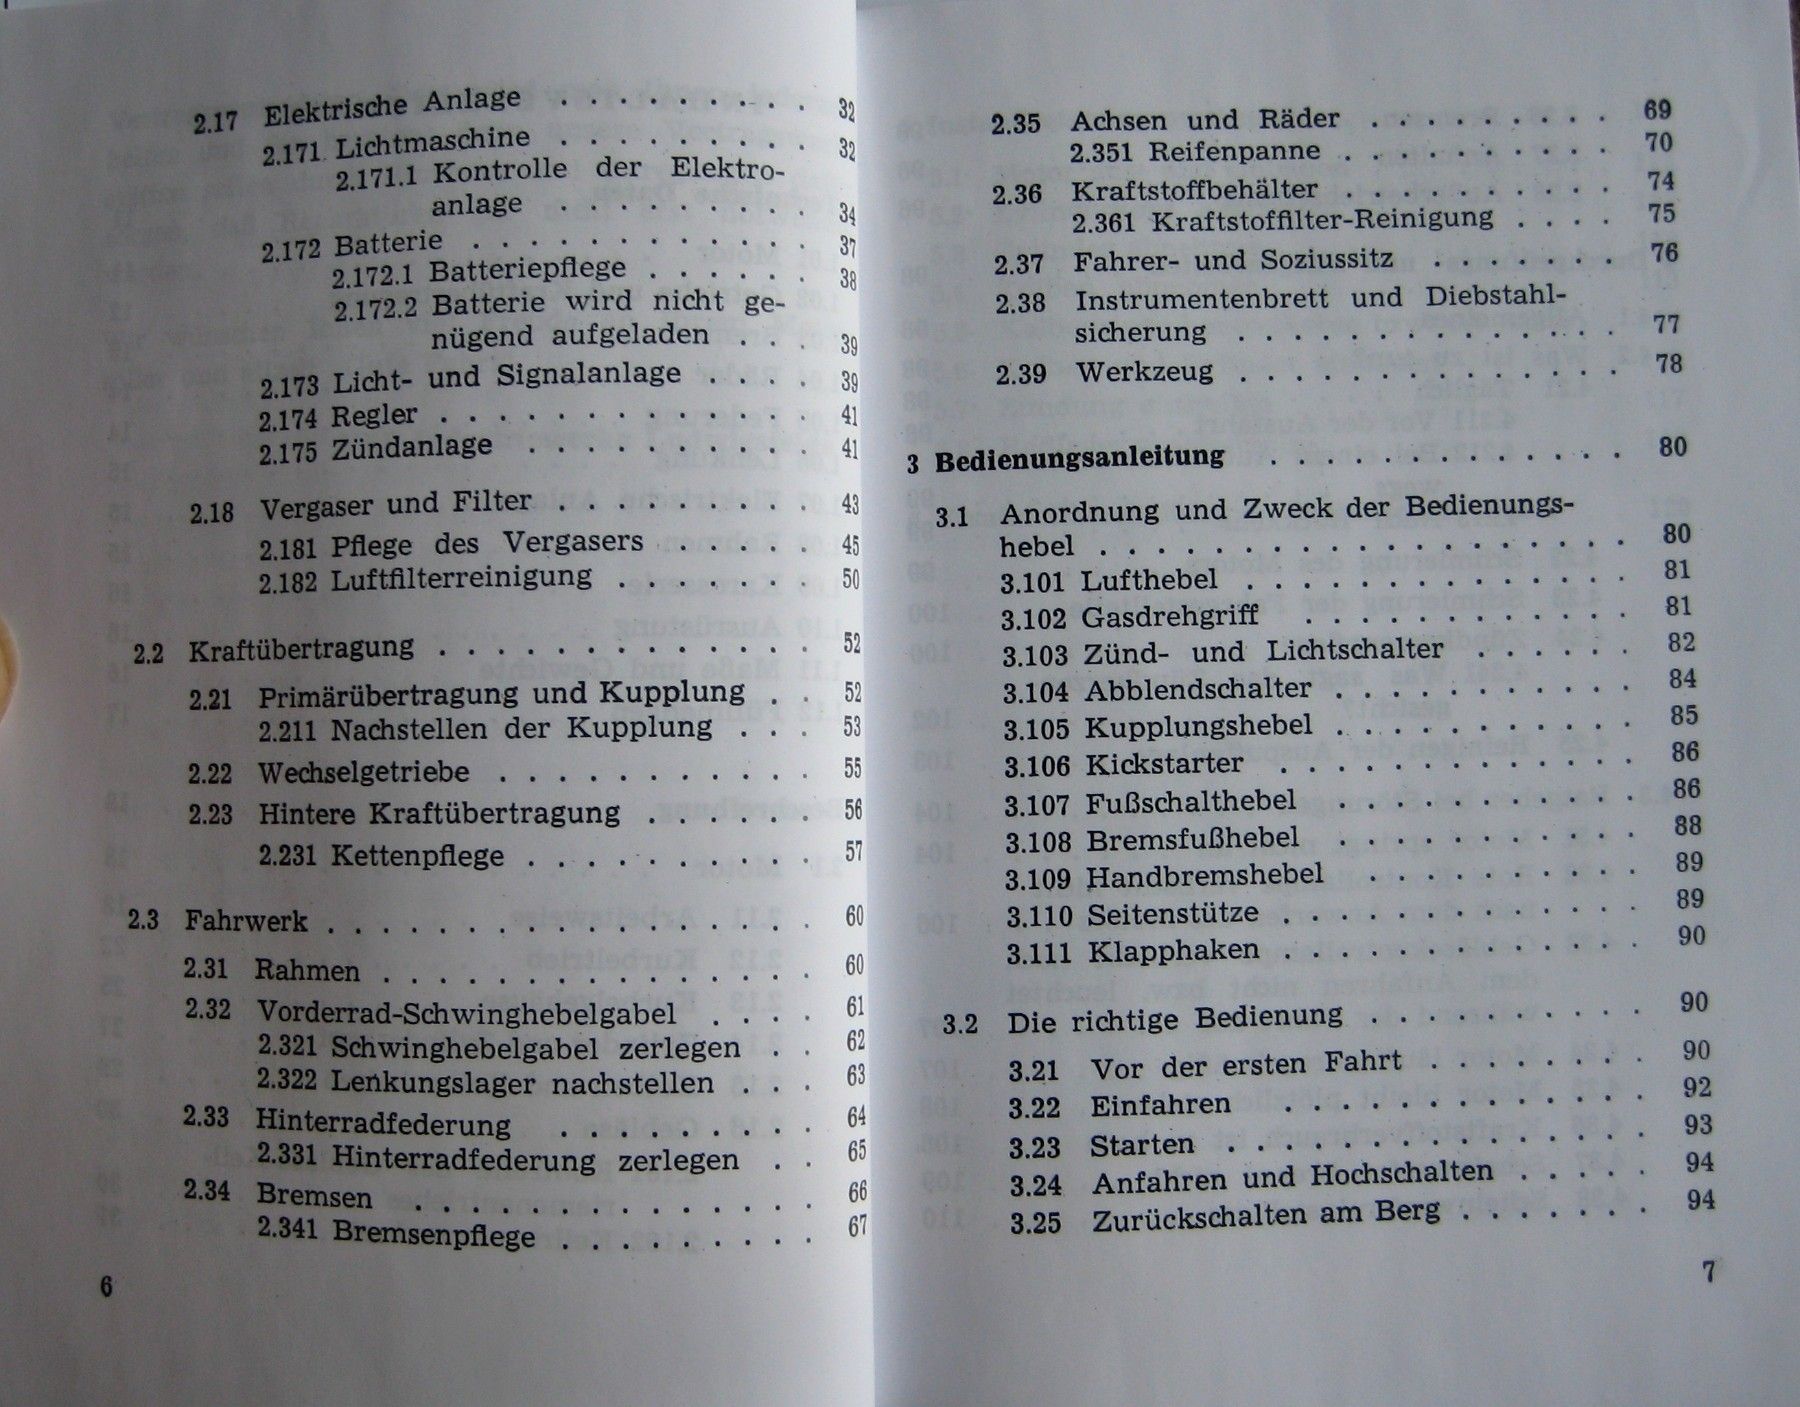 2.17 Elektrische Anlage . . . . . . . . . 32
2.171 Lichtmaschine . . . . . . . . . 32
2.171.1 Kontrolle der Elektro-
anlage . . . . . . . . . 34
2.172 Batterie . . . . . . . . . . . . 37
2.172.1 Batteriepflege . . . . . . 38
2.172.2 Batterie wird nicht ge-
nügend aufgeladen . . . 39
2.173 Licht- und Signalanlage . . . . 39
2.174 Regler . . . . . . . . . . . . . 41
2.175 Zündanlage . . . . . . . . . . 41
2.18 Vergaser und Filter . . . . . . . . . 43
2.181 Pflege des Vergasers . . . . . 45
2.182 Luftfilterreinigung . . . . . . . 50
2.2 Kraftübertragung . . . . . . . . . . . . . 52
2.21 Primärübertragung und Kupplung . . 52
2.211 Nachstellen der Kupplung . . . 53
2.22 Wechselgetriebe . . . . . . . . . . . 55
2.23 Hintere Kraftübertragung . . . . . . 56
2.231 Kettenpflege . . . . . . . . . . 57
2.3 Fahrwerk . . . . . . . . . . . . . . . . . 60
2.31 Rahmen . . . . . . . . . . . . . . . 60
2.32 Vorderrad-Schwinghebelgabel . . . . 61
2.321 Schwinghebelgabel zerlegen . . 62
2.322 Lenkungslager nachstellen . . . 63
2.33 Hinterradfederung . . . . . . . . . 64
2.331 Hinterradfederung zerlegen . . 65
2.34 Bremsen . . . . . . . . . . . . . . 66
2.341 Bremsenpflege . . . . . . . . . 67
6
2.35 Achsen und Räder . . . . . . . . . 69
2.351 Reifenpanne . . . . . . . . . . 70
2.36 Kraftstoffbehälter . . . . . . . . . . 74
2.361 Kraftstoffilter-Reinigung . . . . 75
2.37 Fahrer- und Soziussitz . . . . . . . 76
2.38 Instrumentenbrett und Diebstahl-
sicherung . . . . . . . . . . . . . . 77
2.39 Werkzeug . . . . . . . . . . . . . . 78
3 Bedienungsanleitung . . . . . . . . . . . . . 80
3.1 Anordnung und Zweck der Bedienungs-
hebel . . . . . . . . . . . . . . . . . . . 80
3.101 Lufthebel . . . . . . . . . . . . . . 81
3.102 Gasdrehgriff . . . . . . . . . . . . 81
3.103 Zünd- und Lichtschalter . . . . . . 82
3.104 Abblendschalter . . . . . . . . . . . 84
3.105 Kupplungshebel . . . . . . . . . . . 85
3.106 Kickstarter . . . . . . . . . . . . . 86
3.107 Fußschalthebel . . . . . . . . . . . . 86
3.108 Bremsfußhebel . . . . . . . . . . . 88
3.109 Handbremshebel . . . . . . . . . . 89
3.110 Seitenstütze . . . . . . . . . . . . . 89
3.111 Klapphaken . . . . . . . . . . . . . 90
3.2 Die richtige Bedienung . . . . . . . . . . 90
3.21 Vor der ersten Fahrt . . . . . . . . 90
3.22 Einfahren . . . . . . . . . . . . . 92
3.23 Starten . . . . . . . . . . . . . . . 93
3.24 Anfahren und Hochschalten . . . . . 94
3.25 Zurückschalten am Berg . . . . . . . 94
7